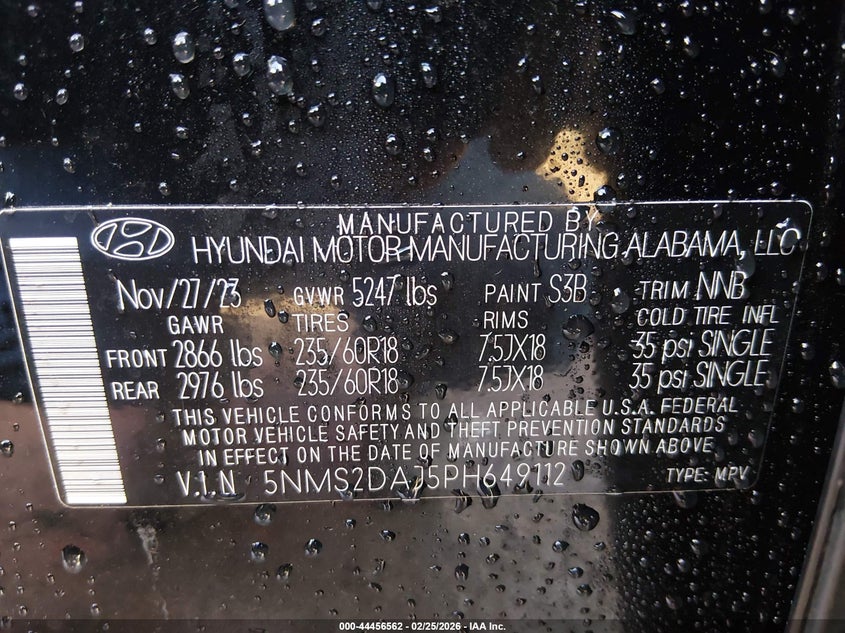 MANUFACTURED BY
HYUNDAI MOTOR MANUFACTURING ALABAMA, LLC
Nov/27/23 GVWR 5247 lbs PAINT S3B TRIM NNB
GAWR TIRES RIMS COLD TIRE INFL
FRONT 2866 lbs 235/60R18 7.5JX18 35 psi SINGLE
REAR 2976 lbs 235/60R18 7.5JX18 35 psi SINGLE
THIS VEHICLE CONFORMS TO ALL APPLICABLE U.S.A. FEDERAL
MOTOR VEHICLE SAFETY AND THEFT PREVENTION STANDARDS
IN EFFECT ON THE DATE OF MANUFACTURE SHOWN ABOVE.
V.I.N 5NMS2DAJ5PH649112 TYPE: MPV
000-44456562 - 02/25/2026 - IAA Inc.